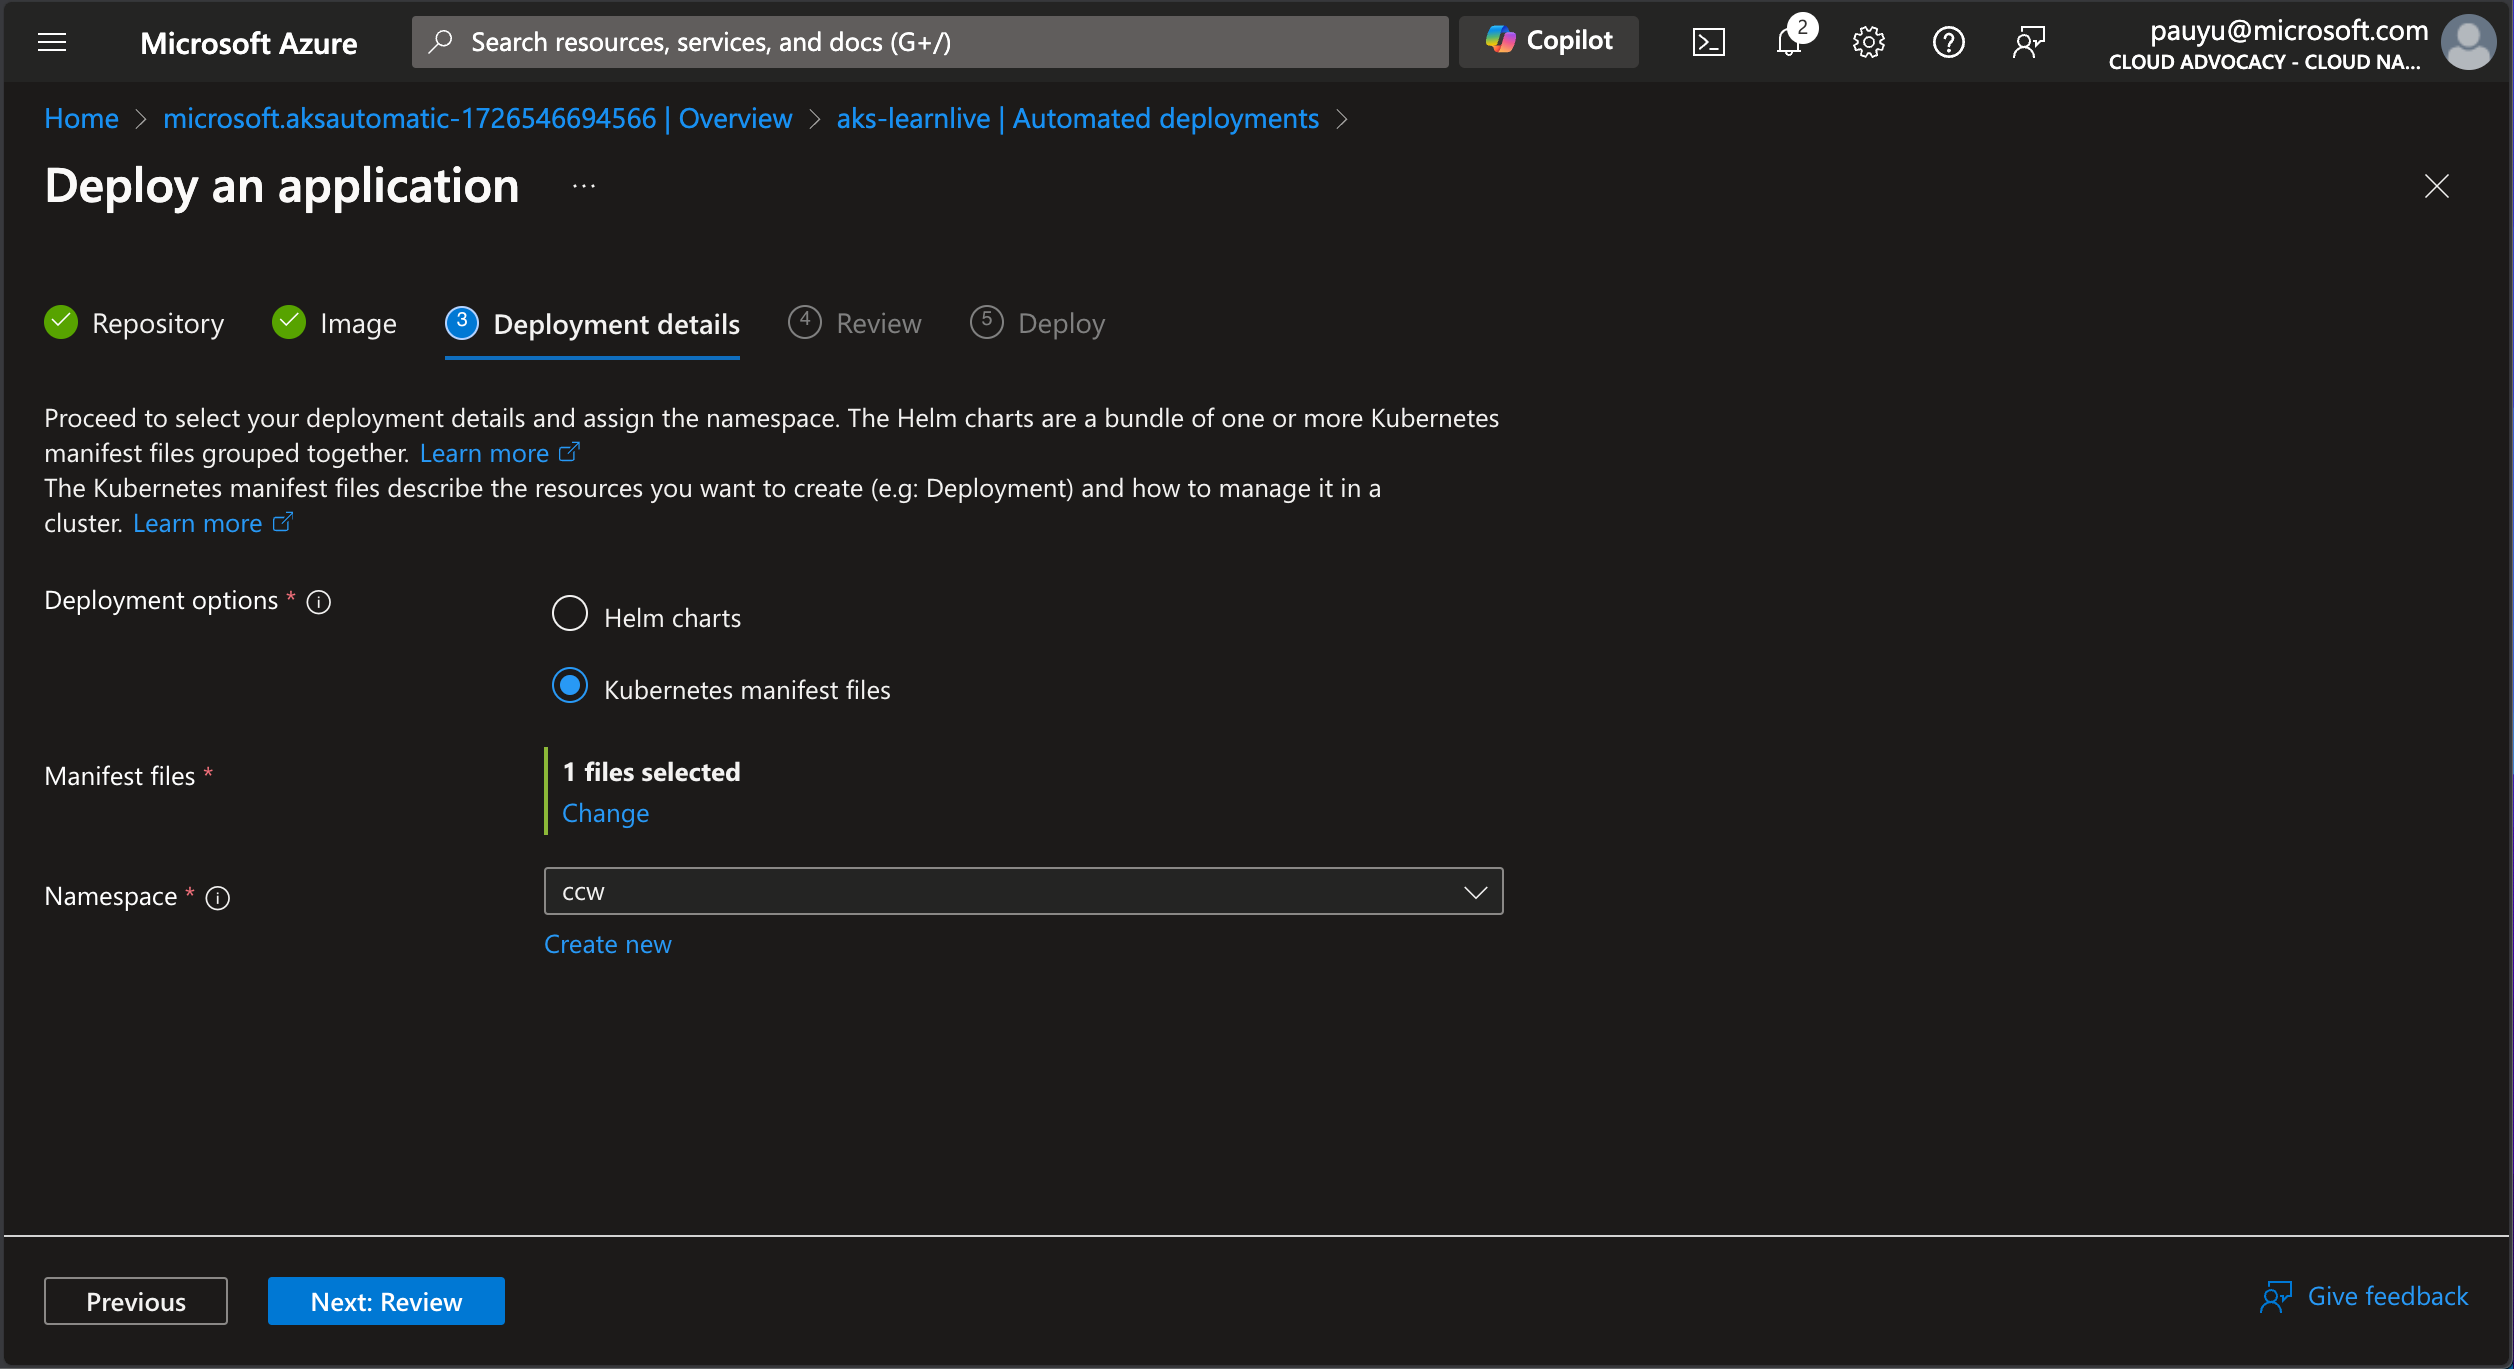 Microsoft Azure
Search resources, services, and docs (G+/)
Copilot
2
pauyu@microsoft.com
CLOUD ADVOCACY - CLOUD NA...
Home > microsoft.aksautomatic-1726546694566 | Overview > aks-learnlive | Automated deployments >
Deploy an application ...
Repository
Image
3 Deployment details
4 Review
5 Deploy
Proceed to select your deployment details and assign the namespace. The Helm charts are a bundle of one or more Kubernetes
manifest files grouped together. Learn more
The Kubernetes manifest files describe the resources you want to create (e.g: Deployment) and how to manage it in a
cluster. Learn more
Deployment options *
Helm charts
Kubernetes manifest files
Manifest files *
1 files selected
Change
Namespace *
ccw
Create new
Previous
Next: Review
Give feedback